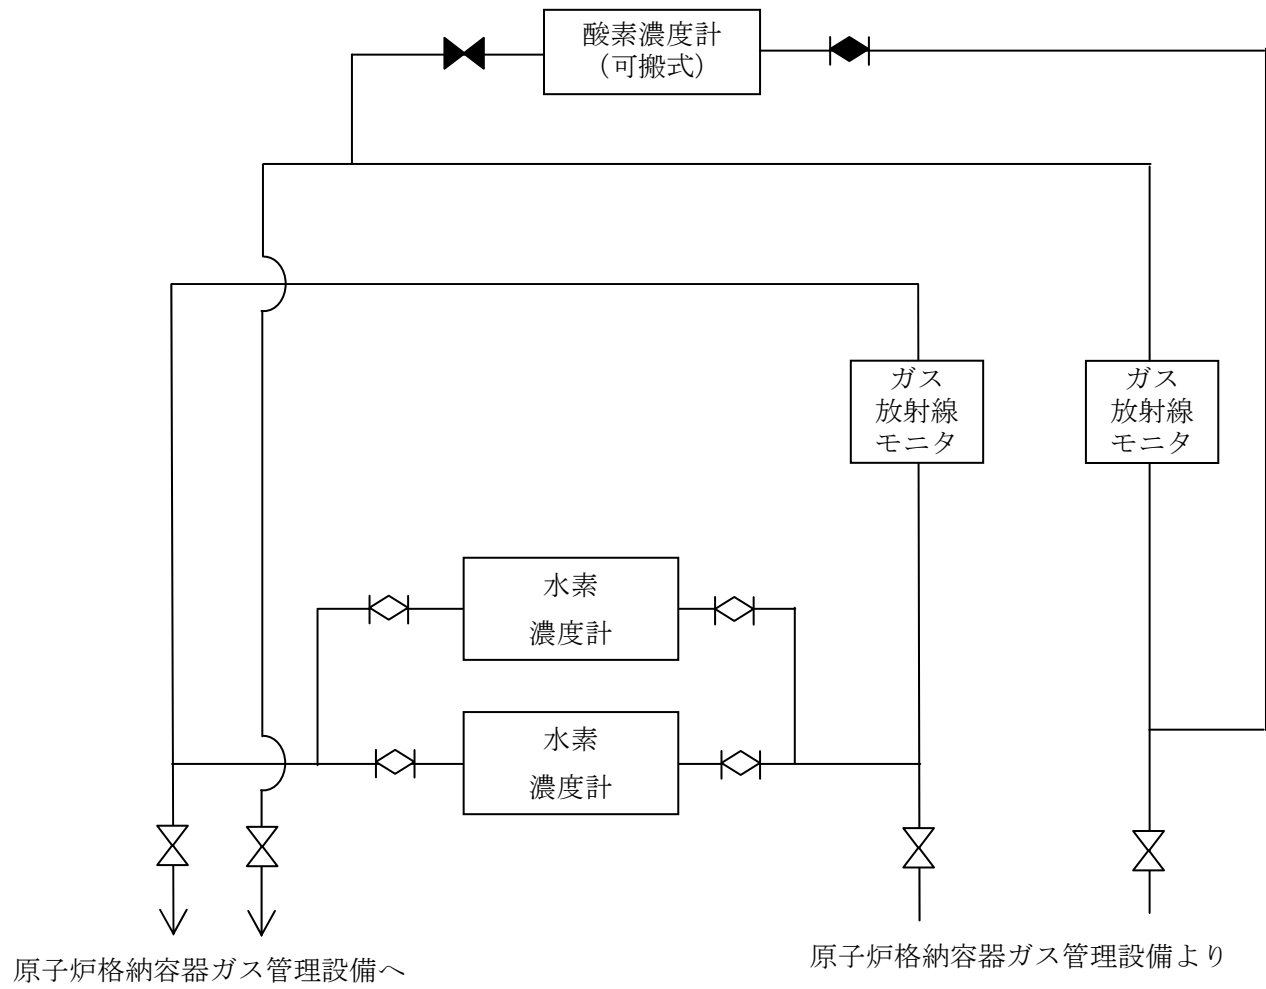 酸素濃度計
（可搬式）
ガス
放射線
モニタ
ガス
放射線
モニタ
水素
濃度計
水素
濃度計
原子炉格納容器ガス管理設備へ
原子炉格納容器ガス管理設備より